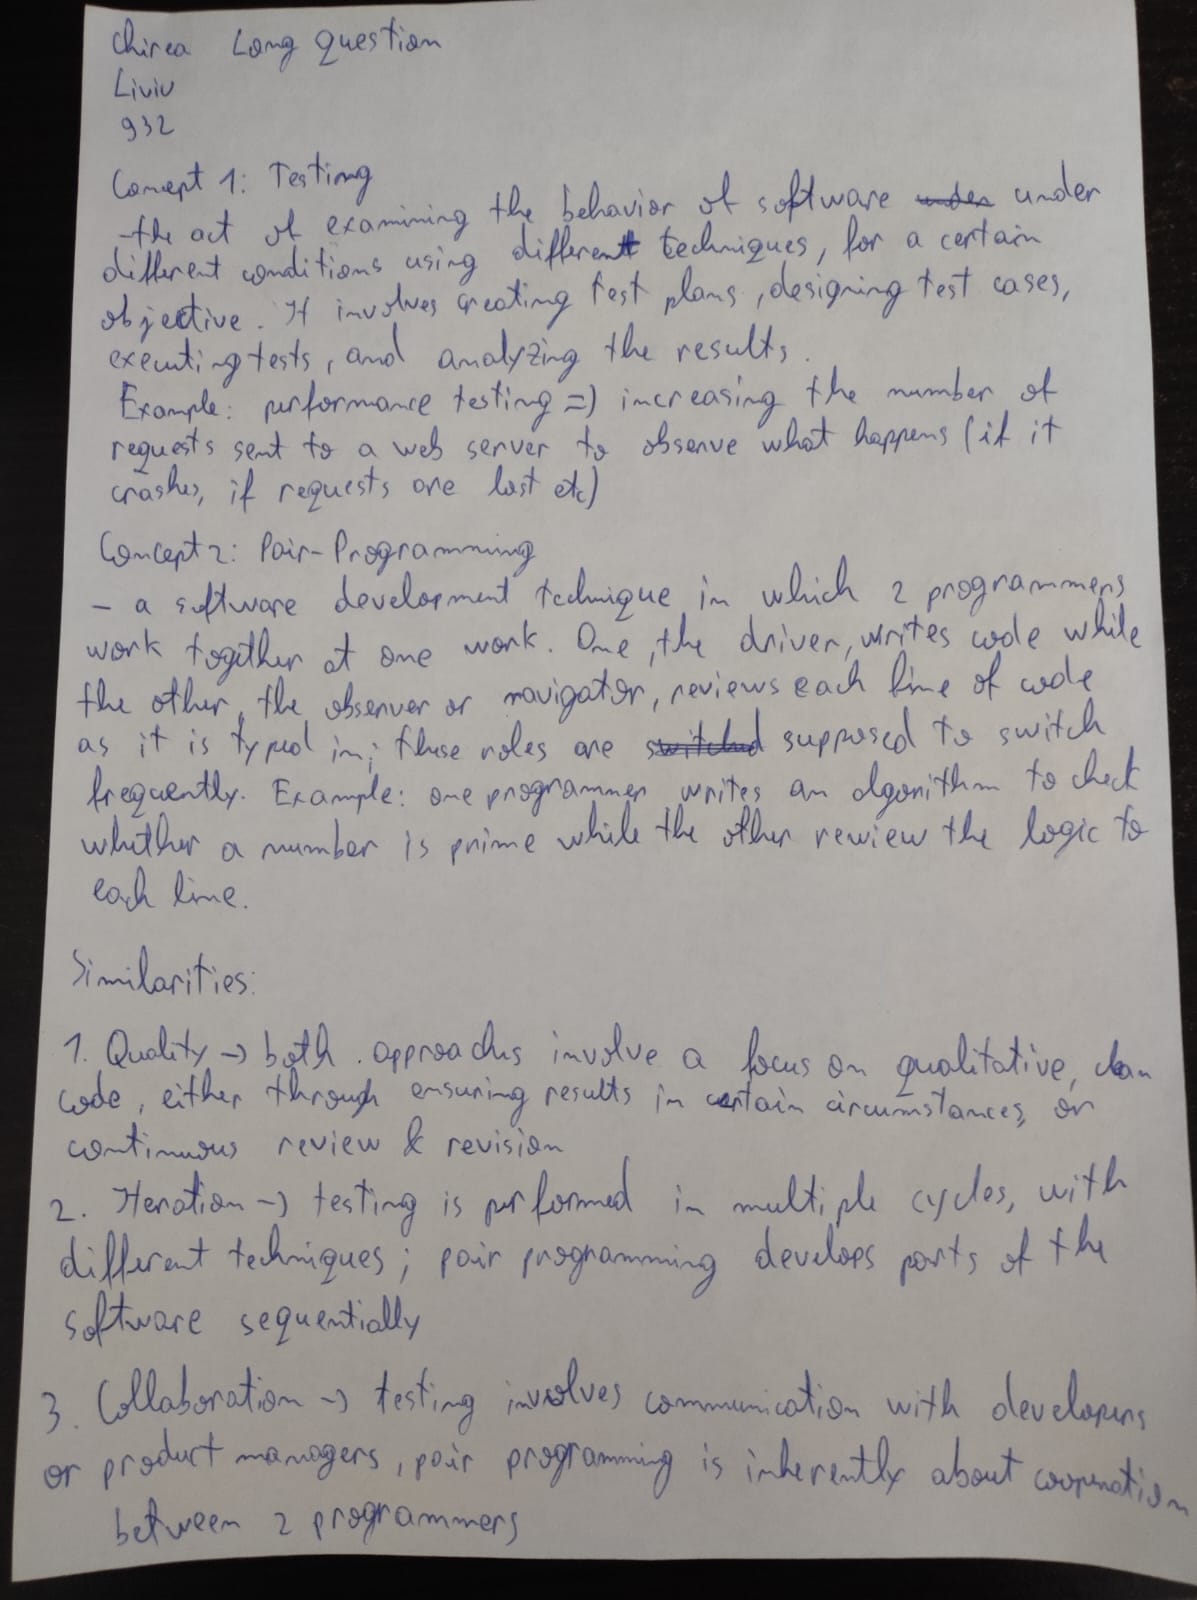 Chirea Long Question
Liviu
932
Concept 1: Testing
- the act of examining the behavior of software under under
different conditions using different techniques, for a certain
objective. It involves creating test plans, designing test cases,
executing tests, and analyzing the results.
Example: performance testing => increasing the number of
requests sent to a web server to observe what happens (if it
crashes, if requests are lost etc)
Concept 2: Pair-Programming
- a software development technique in which 2 programmers
work together at one work. One, the driver, writes code while
the other, the observer or navigator, reviews each line of code
as it is typed in; these roles are switched supposed to switch
frequently. Example: one programmer writes an algorithm to check
whether a number is prime while the other review the logic to
each line.
Similarities:
1. Quality -> both approaches involve a focus on qualitative, clean
code, either through ensuring results in certain circumstances, or
continuous review & revision
2. Iteration -> testing is performed in multiple cycles, with
different techniques; pair programming develops parts of the
software sequentially
3. Collaboration -> testing involves communication with developers
or product managers, pair programming is inherently about cooperation
between 2 programmers